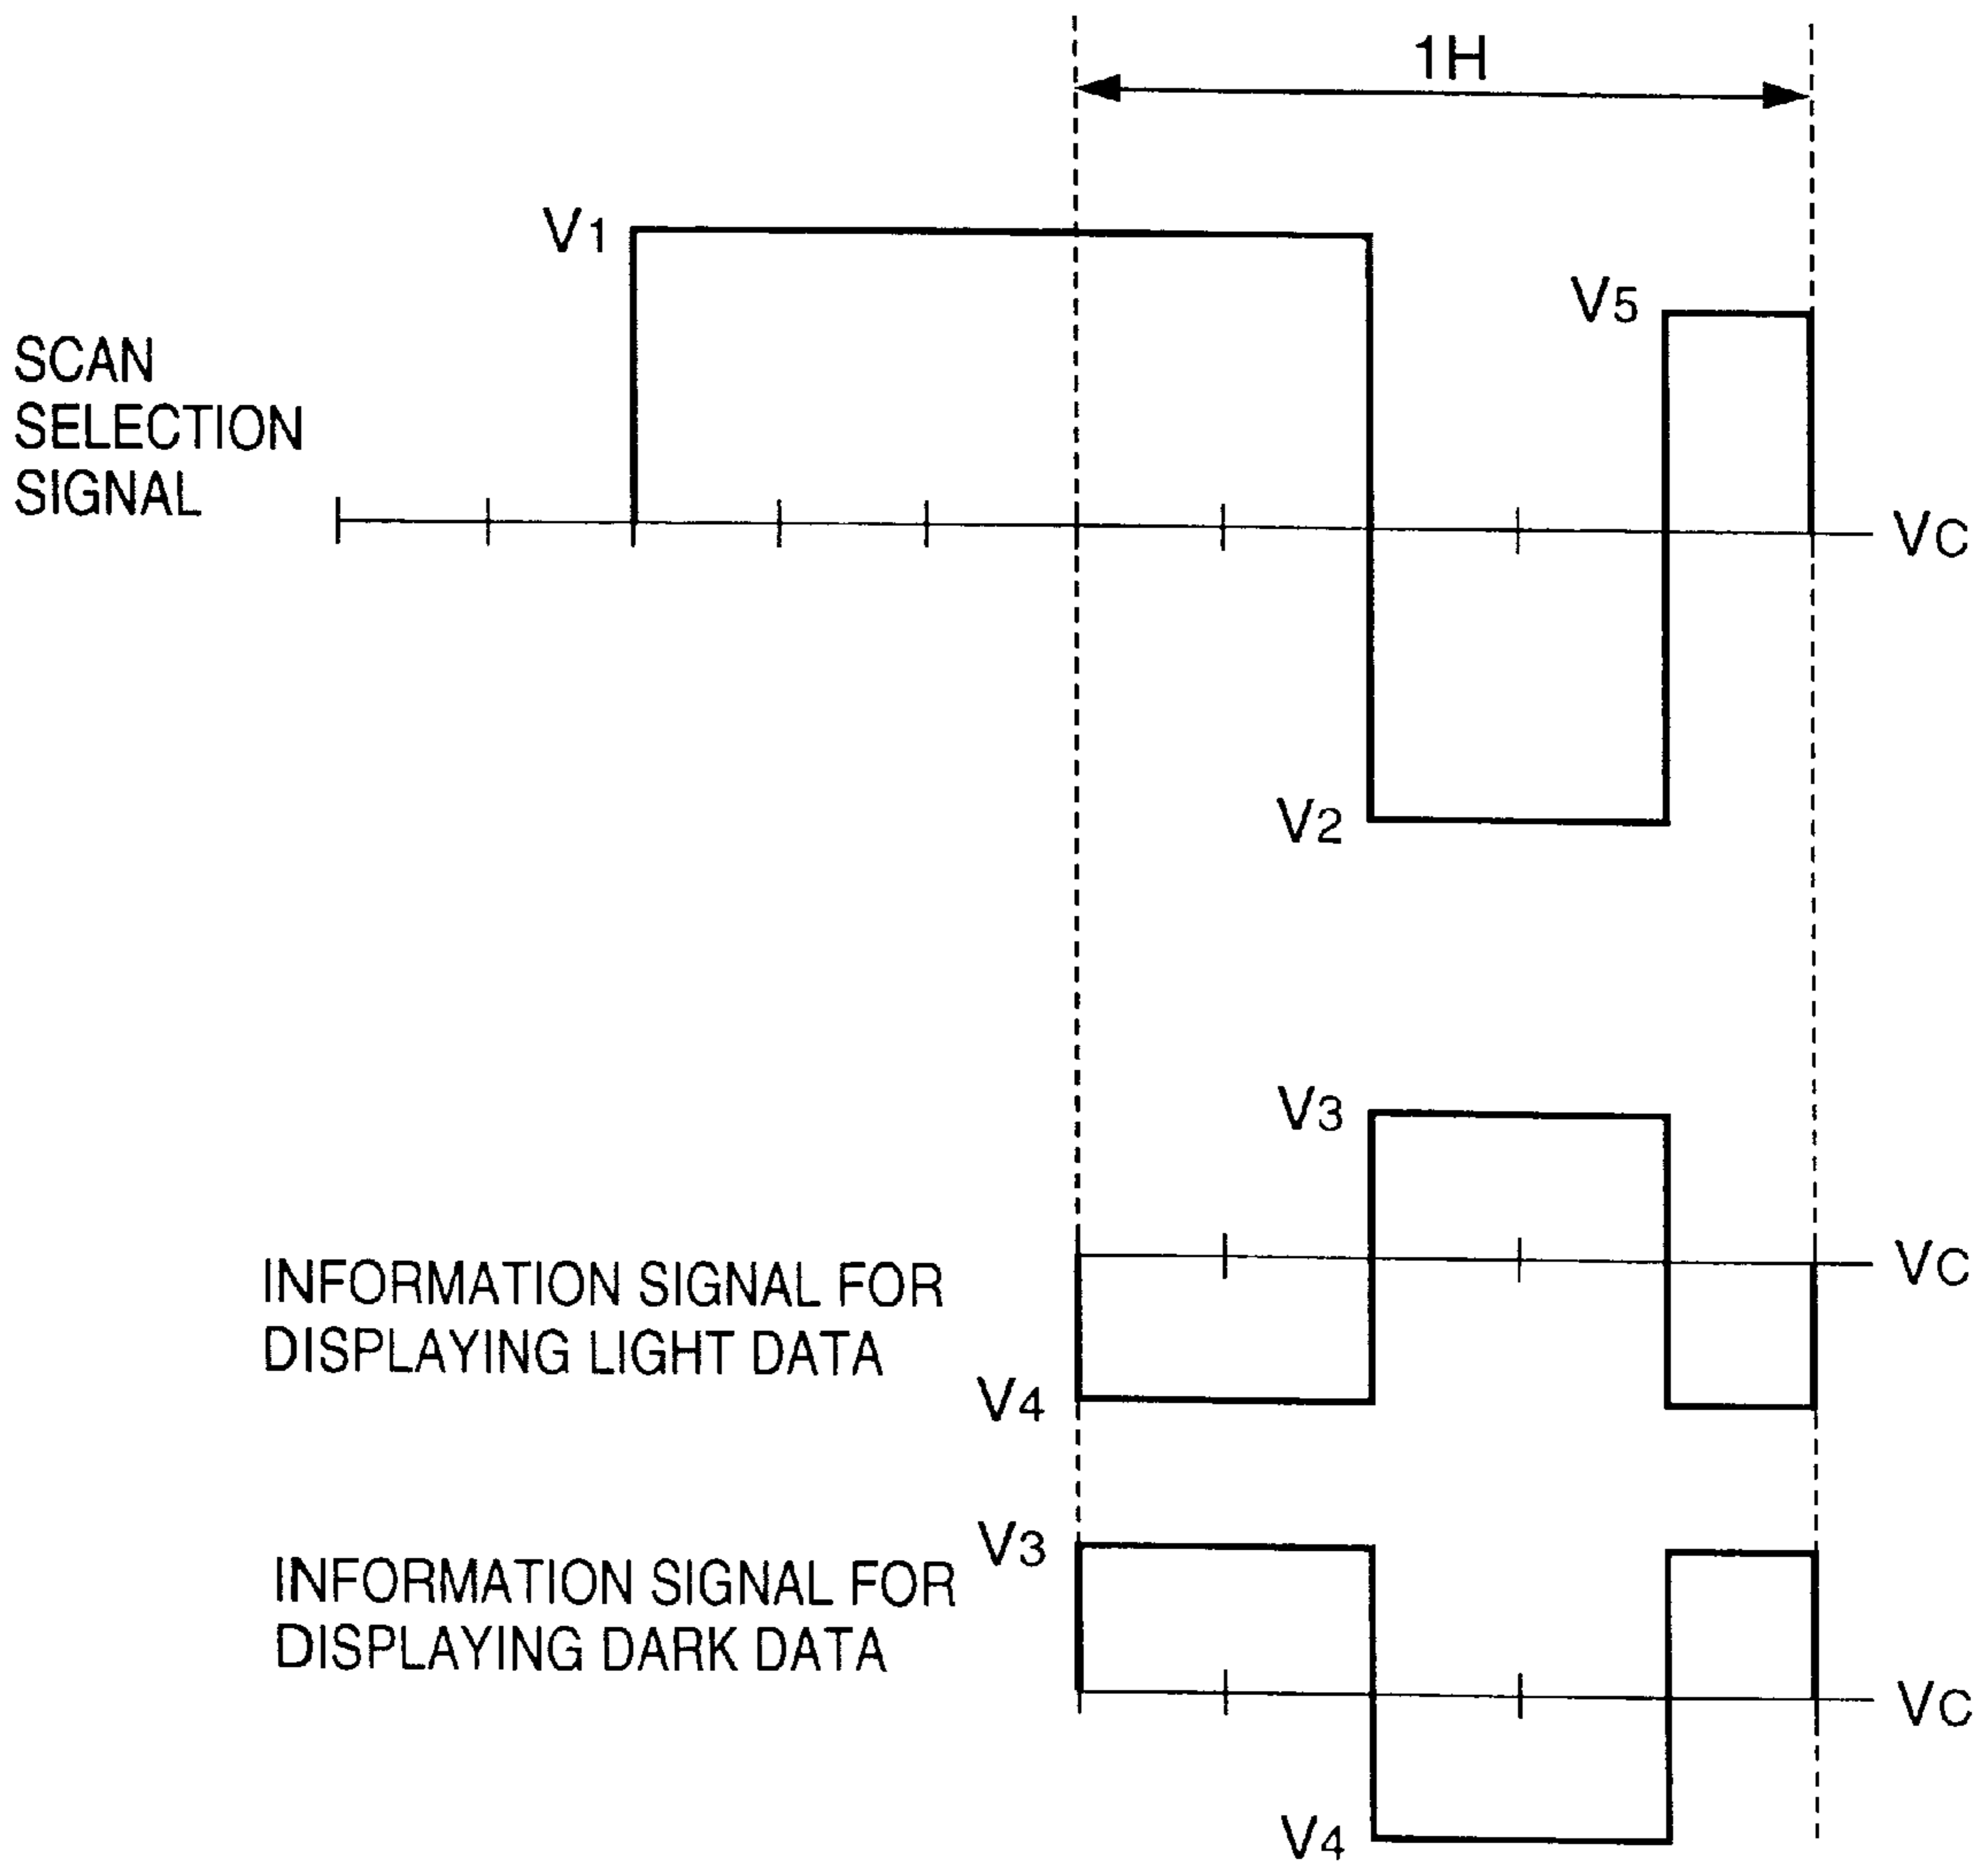 1H
V1
V5
SCAN
SELECTION
SIGNAL
VC
V2
V3
INFORMATION SIGNAL FOR
DISPLAYING LIGHT DATA
VC
V4
V3
INFORMATION SIGNAL FOR
DISPLAYING DARK DATA
VC
V4